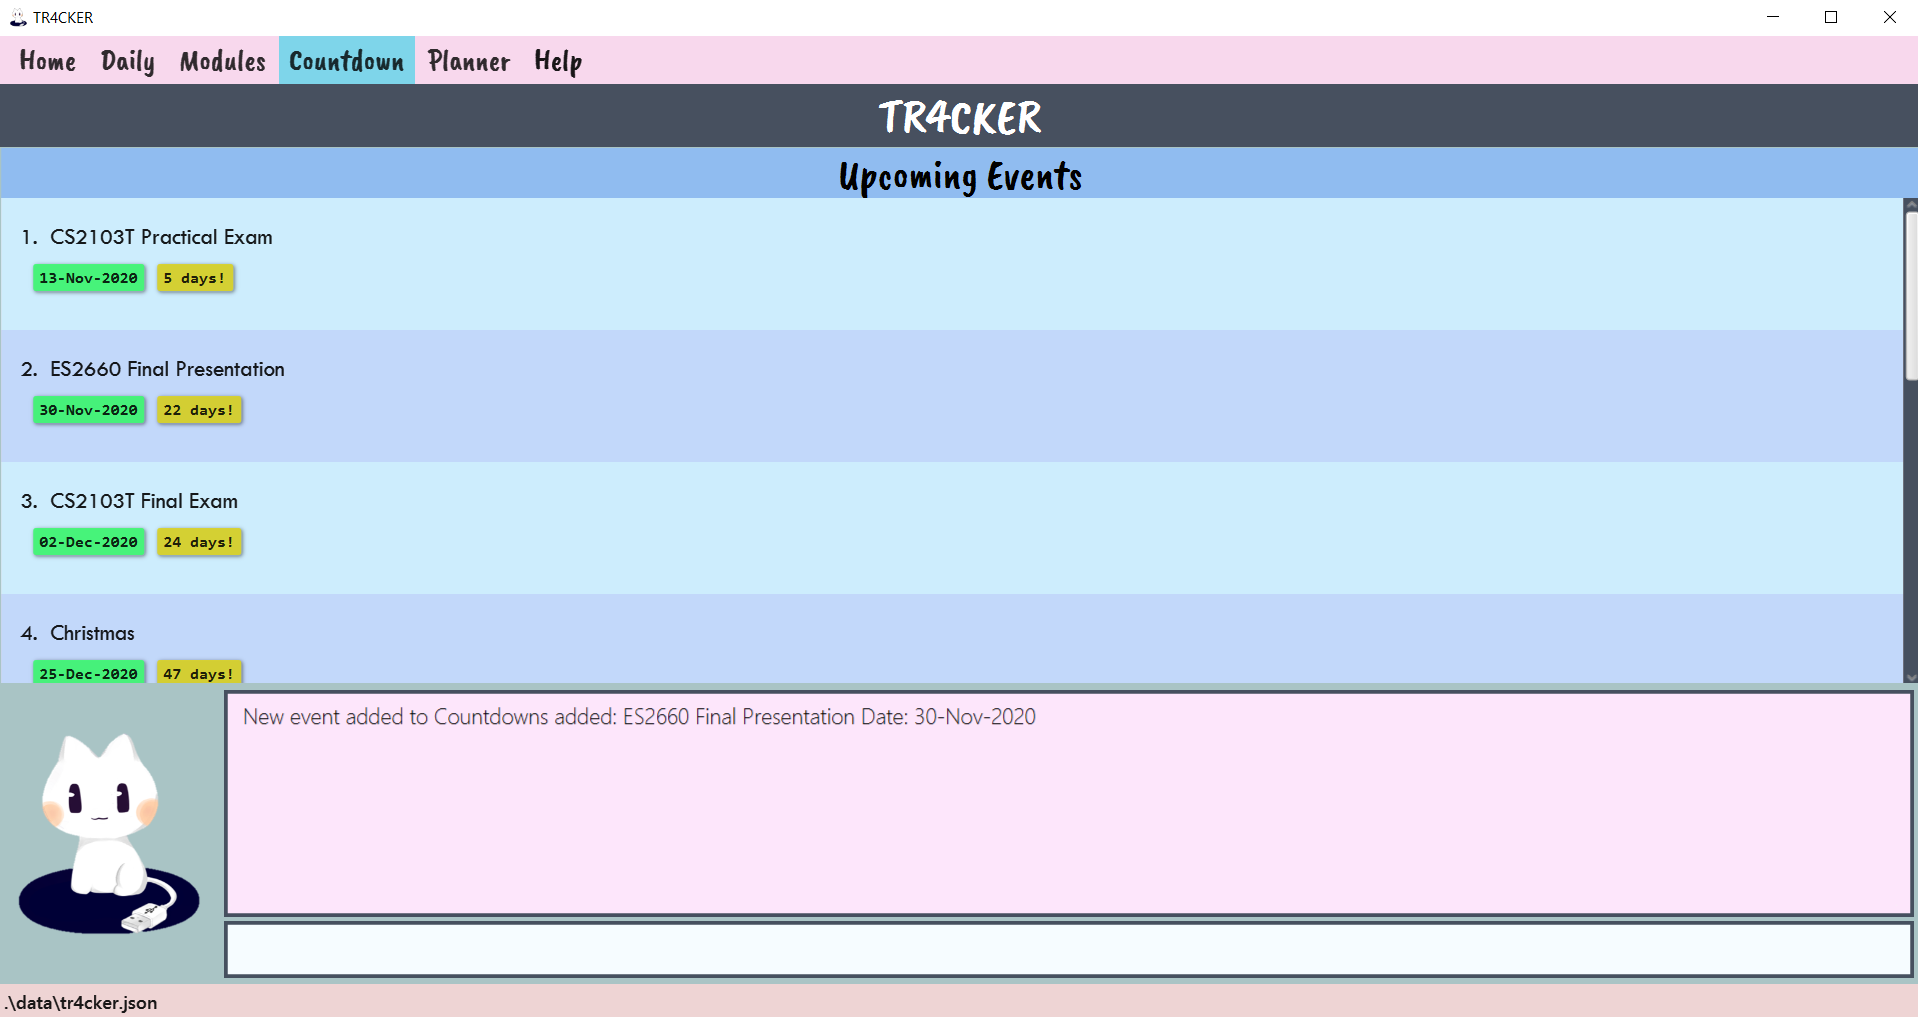 TR4CKER
Home Daily Modules Countdown Planner Help
TR4CKER
Upcoming Events
1. CS2103T Practical Exam
13-Nov-2020 5 days!
2. ES2660 Final Presentation
30-Nov-2020 22 days!
3. CS2103T Final Exam
02-Dec-2020 24 days!
4. Christmas
25-Dec-2020 47 days!
New event added to Countdowns added: ES2660 Final Presentation Date: 30-Nov-2020
.\data\tr4cker.json